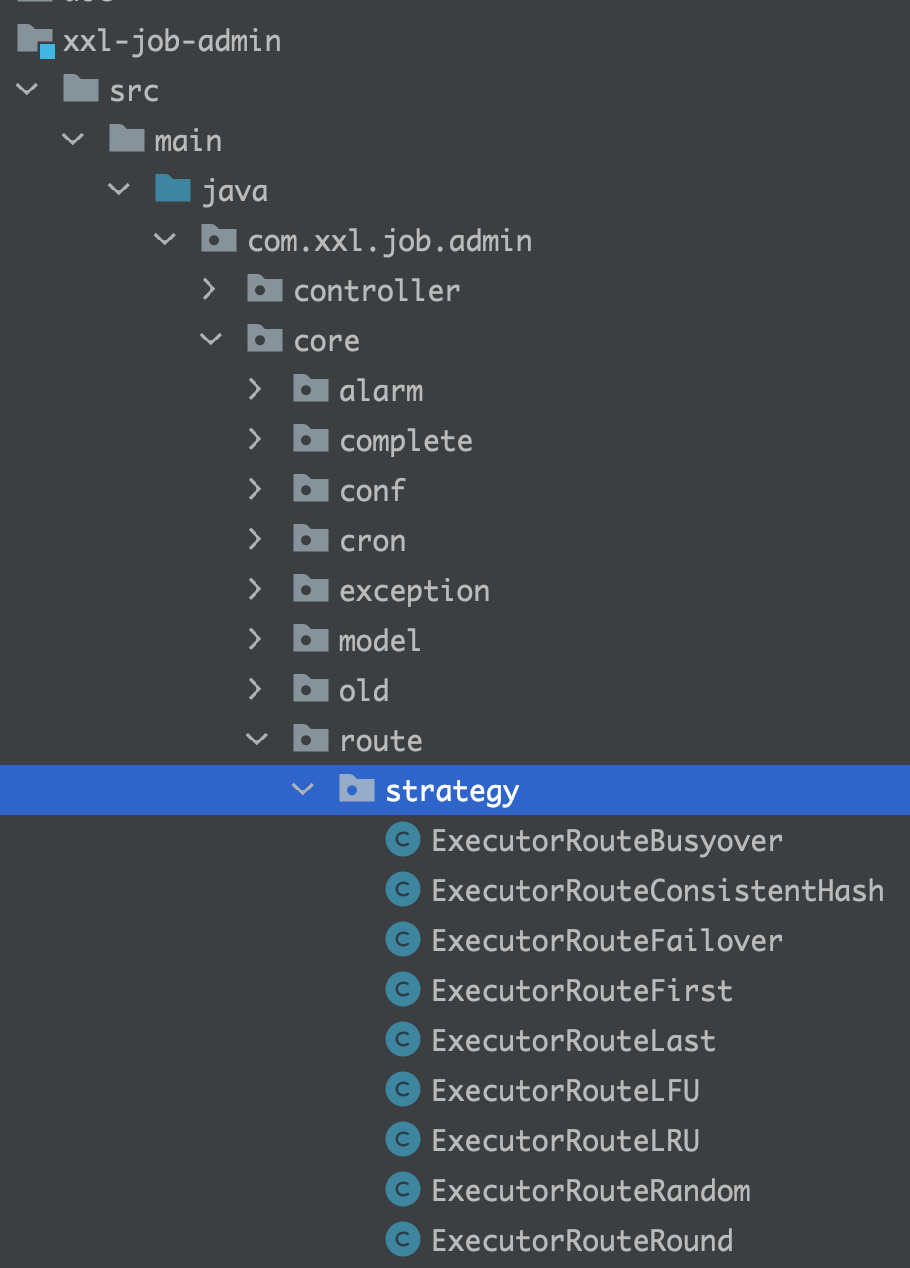 xxl-job-admin
src
main
java
com.xxl.job.admin
controller
core
alarm
complete
conf
cron
exception
model
old
route
strategy
ExecutorRouteBusyover
ExecutorRouteConsistentHash
ExecutorRouteFailover
ExecutorRouteFirst
ExecutorRouteLast
ExecutorRouteLFU
ExecutorRouteLRU
ExecutorRouteRandom
ExecutorRouteRound